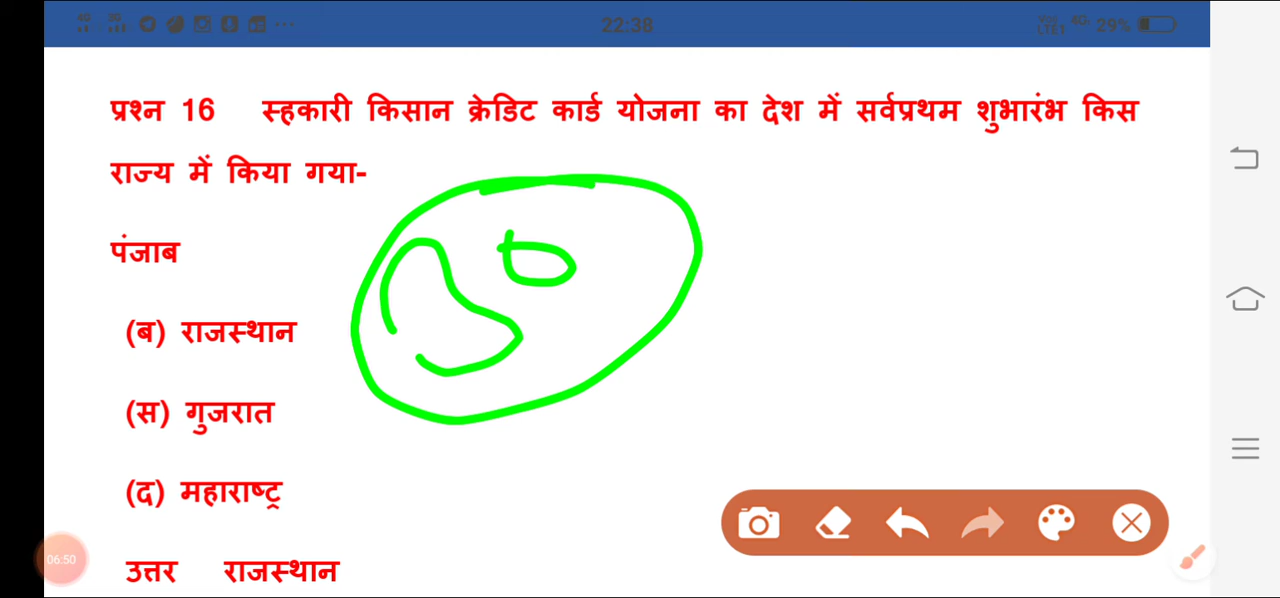 22:38
4G 29%
प्रश्न 16 स्हकारी किसान क्रेडिट कार्ड योजना का देश में सर्वप्रथम शुभारंभ किस
राज्य में किया गया-
पंजाब
(ब) राजस्थान
(स) गुजरात
(द) महाराष्ट्र
06:50
उत्तर राजस्थान